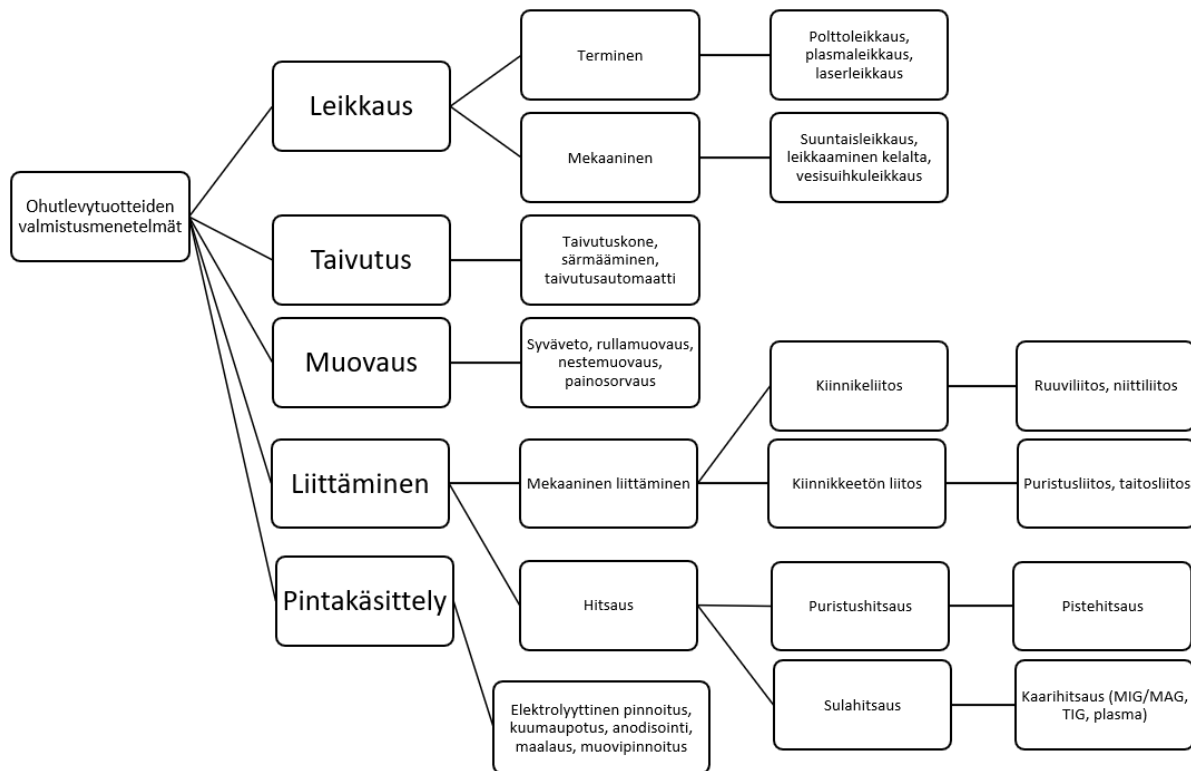 Ohutlevytuotteiden
valmistusmenetelmät
Leikkaus
Terminen
Polttoleikkaus,
plasmaleikkaus,
laserleikkaus
Mekaaninen
Suuntaisleikkaus,
leikkaaminen kelalta,
vesisuihkuleikkaus
Taivutus
Taivutuskone,
särmääminen,
taivutusautomaatti
Muovaus
Syväveto, rullamuovaus,
nestemuovaus,
painosorvaus
Liittäminen
Mekaaninen liittäminen
Kiinnikeliitos
Ruuviliitos, niittiliitos
Kiinnikkeetön liitos
Puristusliitos, taitosliitos
Hitsaus
Puristushitsaus
Pistehitsaus
Sulahitsaus
Kaarihitsaus (MIG/MAG,
TIG, plasma)
Pintakäsittely
Elektrolyyttinen pinnoitus,
kuumaupotus, anodisointi,
maalaus, muovipinnoitus